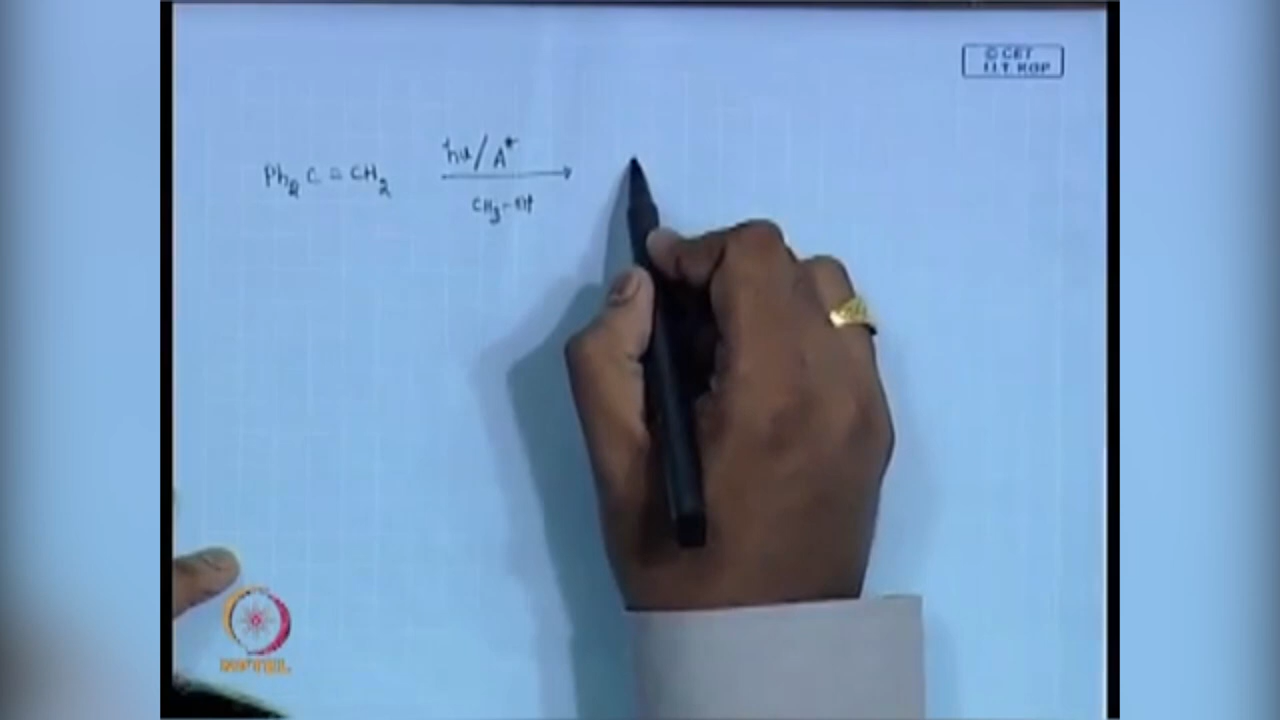 © CET
I.I.T. KGP
hν/A*
Ph₂C=CH₂
CH₃-OH
NPTEL